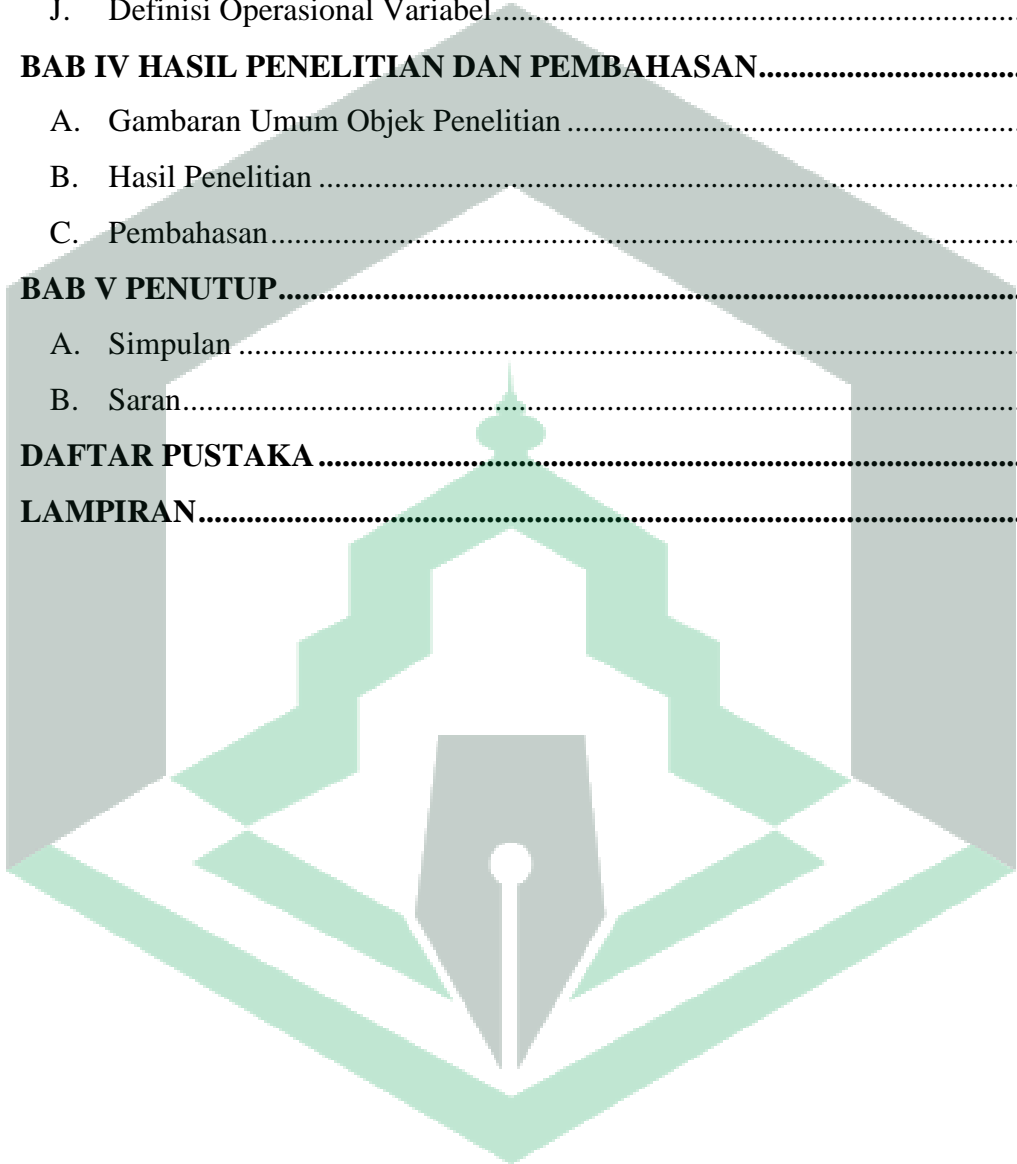 J. Definisi Operasional Variabel........................................................................
BAB IV HASIL PENELITIAN DAN PEMBAHASAN..................................
A. Gambaran Umum Objek Penelitian ..............................................................
B. Hasil Penelitian ..............................................................................................
C. Pembahasan....................................................................................................
BAB V PENUTUP..............................................................................................
A. Simpulan ........................................................................................................
B. Saran...............................................................................................................
DAFTAR PUSTAKA .........................................................................................
LAMPIRAN........................................................................................................